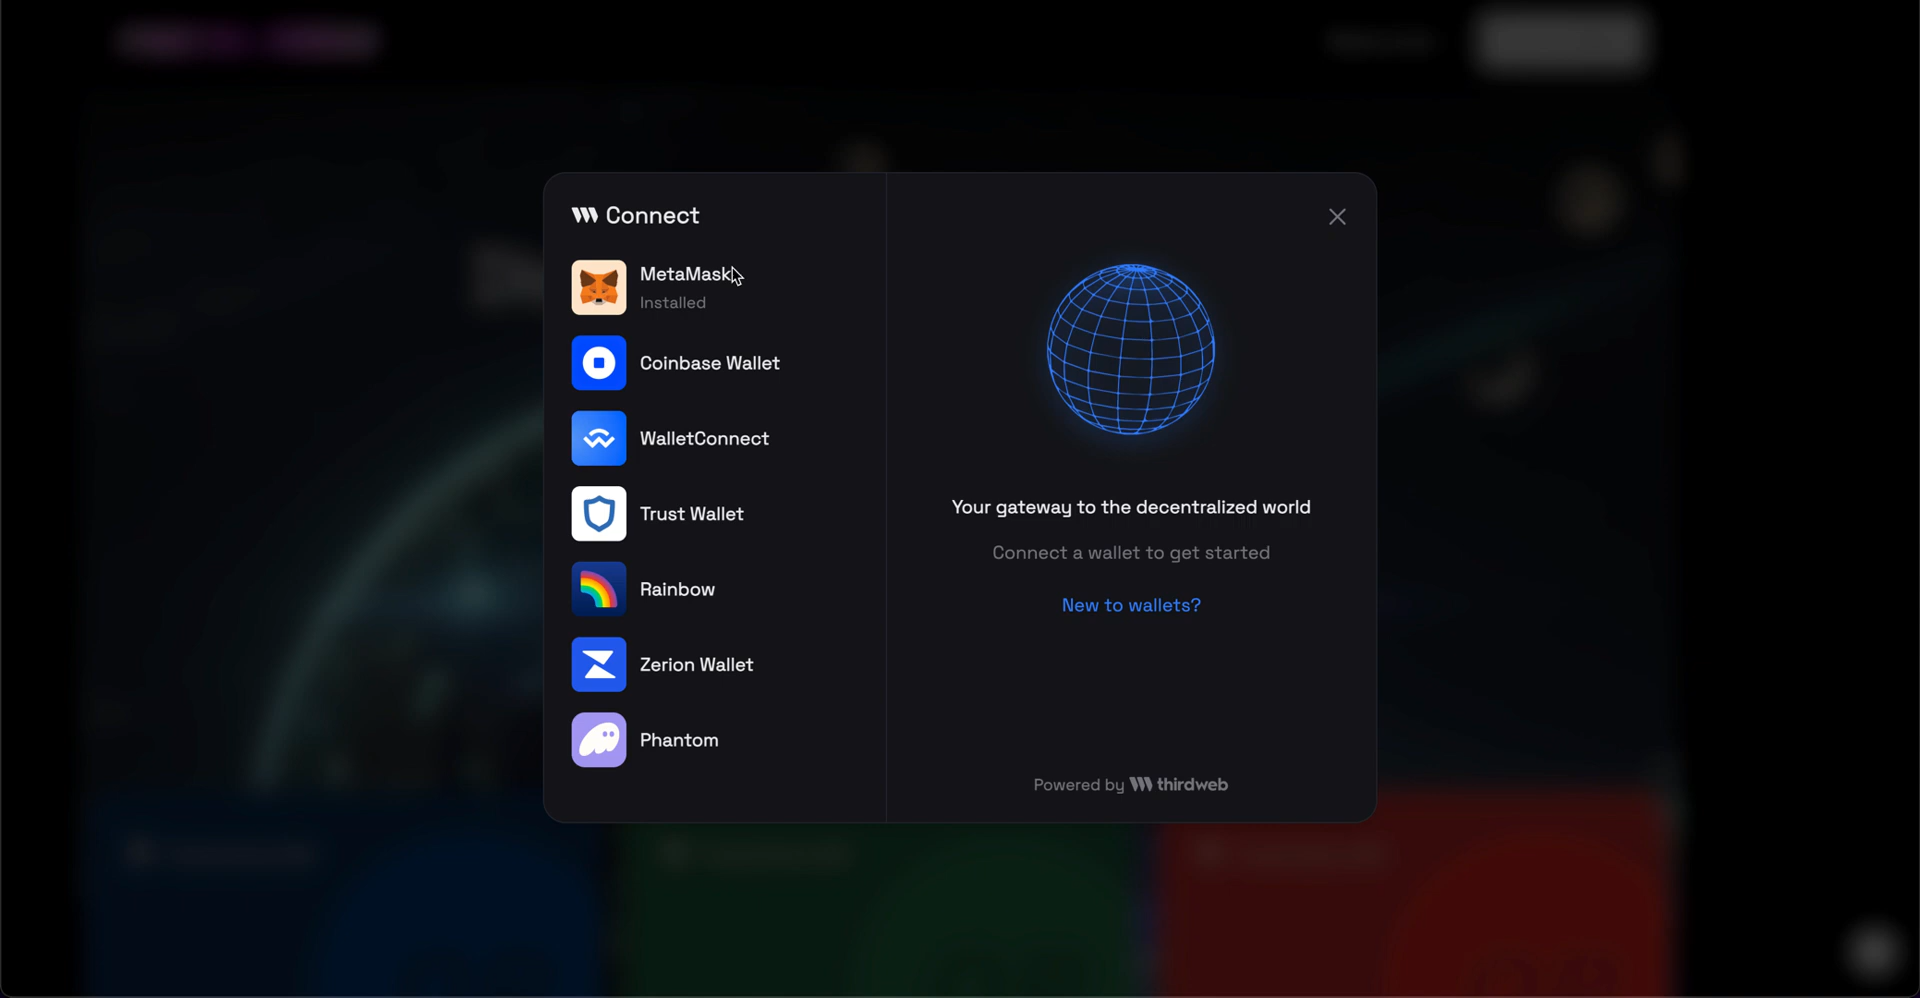 Connect
MetaMask
Installed
Coinbase Wallet
WalletConnect
Trust Wallet
Rainbow
Zerion Wallet
Phantom
Your gateway to the decentralized world
Connect a wallet to get started
New to wallets?
Powered by thirdweb